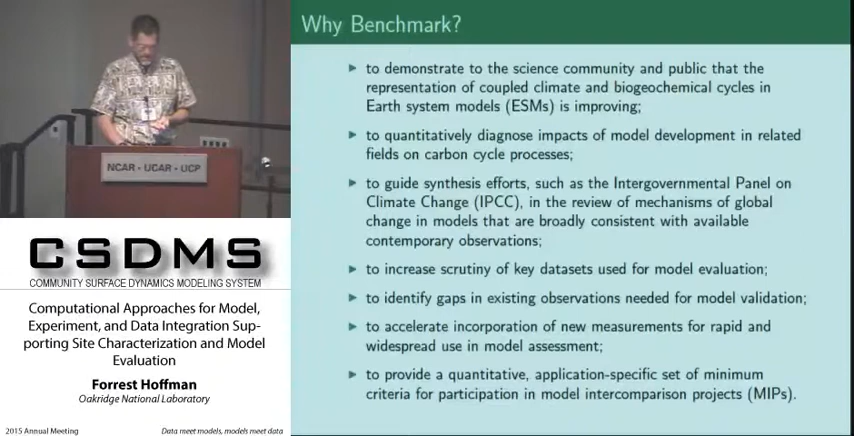 NCAR • UCAR • UCP
CSDMS
COMMUNITY SURFACE DYNAMICS MODELING SYSTEM
Computational Approaches for Model,
Experiment, and Data Integration Sup-
porting Site Characterization and Model
Evaluation
Forrest Hoffman
Oakridge National Laboratory
2015 Annual Meeting
Data meet models, models meet data
Why Benchmark?
► to demonstrate to the science community and public that the
representation of coupled climate and biogeochemical cycles in
Earth system models (ESMs) is improving;
► to quantitatively diagnose impacts of model development in related
fields on carbon cycle processes;
► to guide synthesis efforts, such as the Intergovernmental Panel on
Climate Change (IPCC), in the review of mechanisms of global
change in models that are broadly consistent with available
contemporary observations;
► to increase scrutiny of key datasets used for model evaluation;
► to identify gaps in existing observations needed for model validation;
► to accelerate incorporation of new measurements for rapid and
widespread use in model assessment;
► to provide a quantitative, application-specific set of minimum
criteria for participation in model intercomparison projects (MIPs).